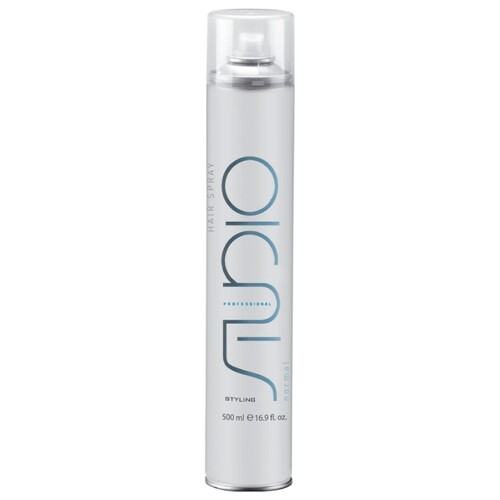 HAIR SPRAY
studio
PROFESSIONAL
normal
STYLING
500 ml ℮ 16.9 fl. oz.